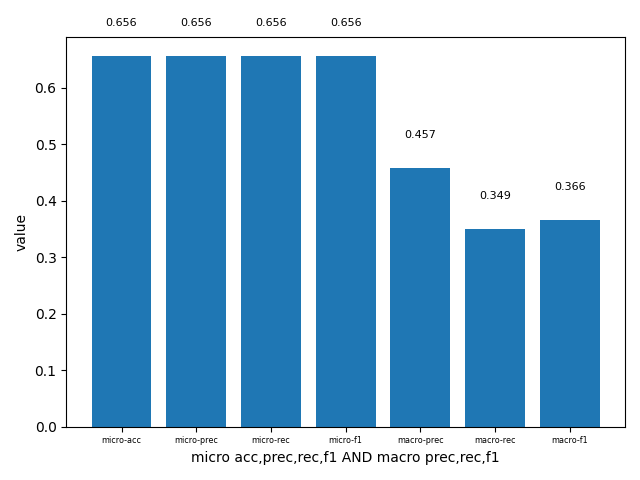 0.656 0.656 0.656 0.656
0.457
0.349
0.366
value
0.6
0.5
0.4
0.3
0.2
0.1
0.0
micro-acc micro-prec micro-rec micro-f1 macro-prec macro-rec macro-f1
micro acc,prec,rec,f1 AND macro prec,rec,f1